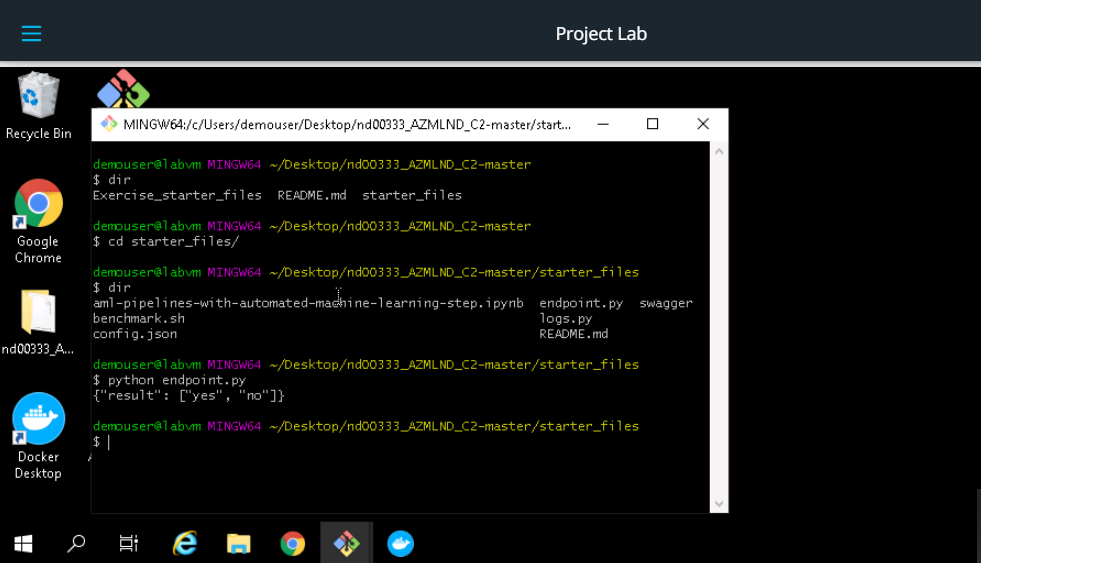 Project Lab
Recycle Bin
MINGW64:/c/Users/demouser/Desktop/nd00333_AZMLND_C2-master/start...
demouser@labvm MINGW64 ~/Desktop/nd00333_AZMLND_C2-master
$ dir
Exercise_starter_files  README.md  starter_files
demouser@labvm MINGW64 ~/Desktop/nd00333_AZMLND_C2-master
$ cd starter_files/
demouser@labvm MINGW64 ~/Desktop/nd00333_AZMLND_C2-master/starter_files
$ dir
aml-pipelines-with-automated-machine-learning-step.ipynb  endpoint.py  swagger
benchmark.sh  logs.py
config.json  README.md
demouser@labvm MINGW64 ~/Desktop/nd00333_AZMLND_C2-master/starter_files
$ python endpoint.py
{"result": ["yes", "no"]}
demouser@labvm MINGW64 ~/Desktop/nd00333_AZMLND_C2-master/starter_files
$
Google
Chrome
nd00333_A...
Docker
Desktop